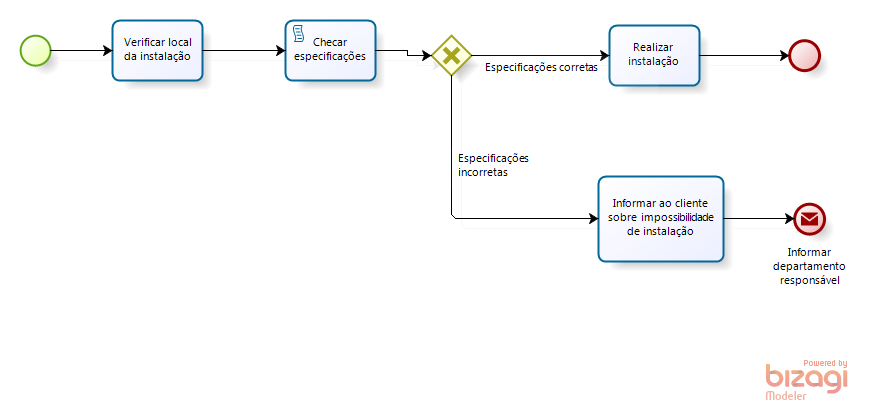 Verificar local
da instalação
Checar
especificações
Especificações corretas
Realizar
instalação
Especificações
incorretas
Informar ao cliente
sobre impossibilidade
de instalação
Informar
departamento
responsável
Powered by
bizagi
Modeler